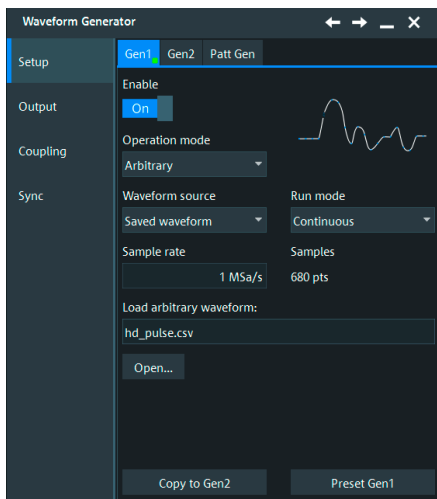 Waveform Generator
Setup
Output
Coupling
Sync
Gen1 Gen2 Patt Gen
Enable
On
Operation mode
Arbitrary
Waveform source Run mode
Saved waveform Continuous
Sample rate Samples
1 MSa/s 680 pts
Load arbitrary waveform:
hd_pulse.csv
Open...
Copy to Gen2 Preset Gen1